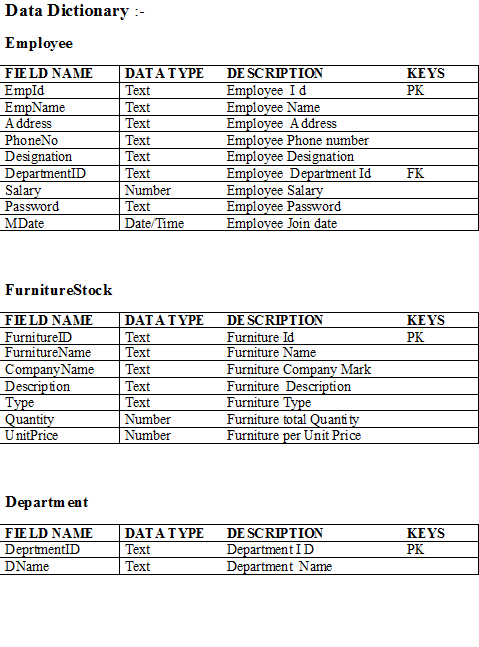 Data Dictionary :-
Employee
FIELD NAME DATA TYPE DESCRIPTION KEYS
EmpId Text Employee I d PK
EmpName Text Employee Name
Address Text Employee Address
PhoneNo Text Employee Phone number
Designation Text Employee Designation
DepartmentID Text Employee Department Id FK
Salary Number Employee Salary
Password Text Employee Password
MDate Date/Time Employee Join date
FurnitureStock
FIELD NAME DATA TYPE DESCRIPTION KEYS
FurnitureID Text Furniture Id PK
FurnitureName Text Furniture Name
CompanyName Text Furniture Company Mark
Description Text Furniture Description
Type Text Furniture Type
Quantity Number Furniture total Quantity
UnitPrice Number Furniture per Unit Price
Department
FIELD NAME DATA TYPE DESCRIPTION KEYS
DeprtmentID Text Department I D PK
DName Text Department Name